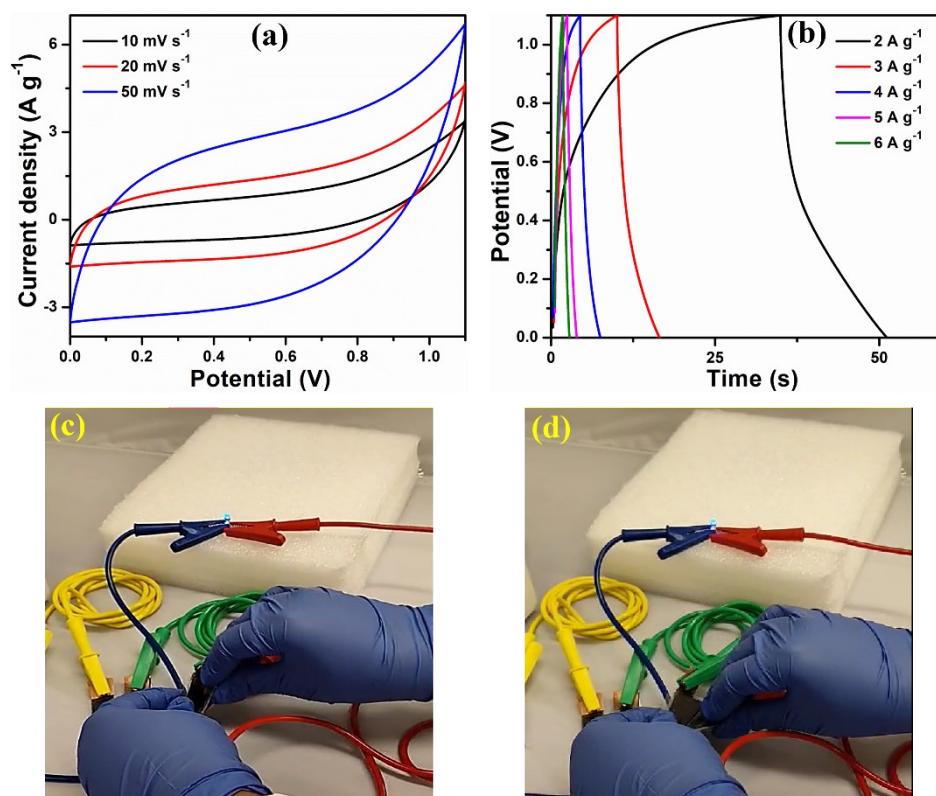 (a)
10 mV s⁻¹
20 mV s⁻¹
50 mV s⁻¹
6
3
0
-3
Current density (A g⁻¹)
0.0 0.2 0.4 0.6 0.8 1.0
Potential (V)
(b)
2 A g⁻¹
3 A g⁻¹
4 A g⁻¹
5 A g⁻¹
6 A g⁻¹
1.0
0.8
0.6
0.4
0.2
0.0
Potential (V)
0 25 50
Time (s)
(c)
(d)